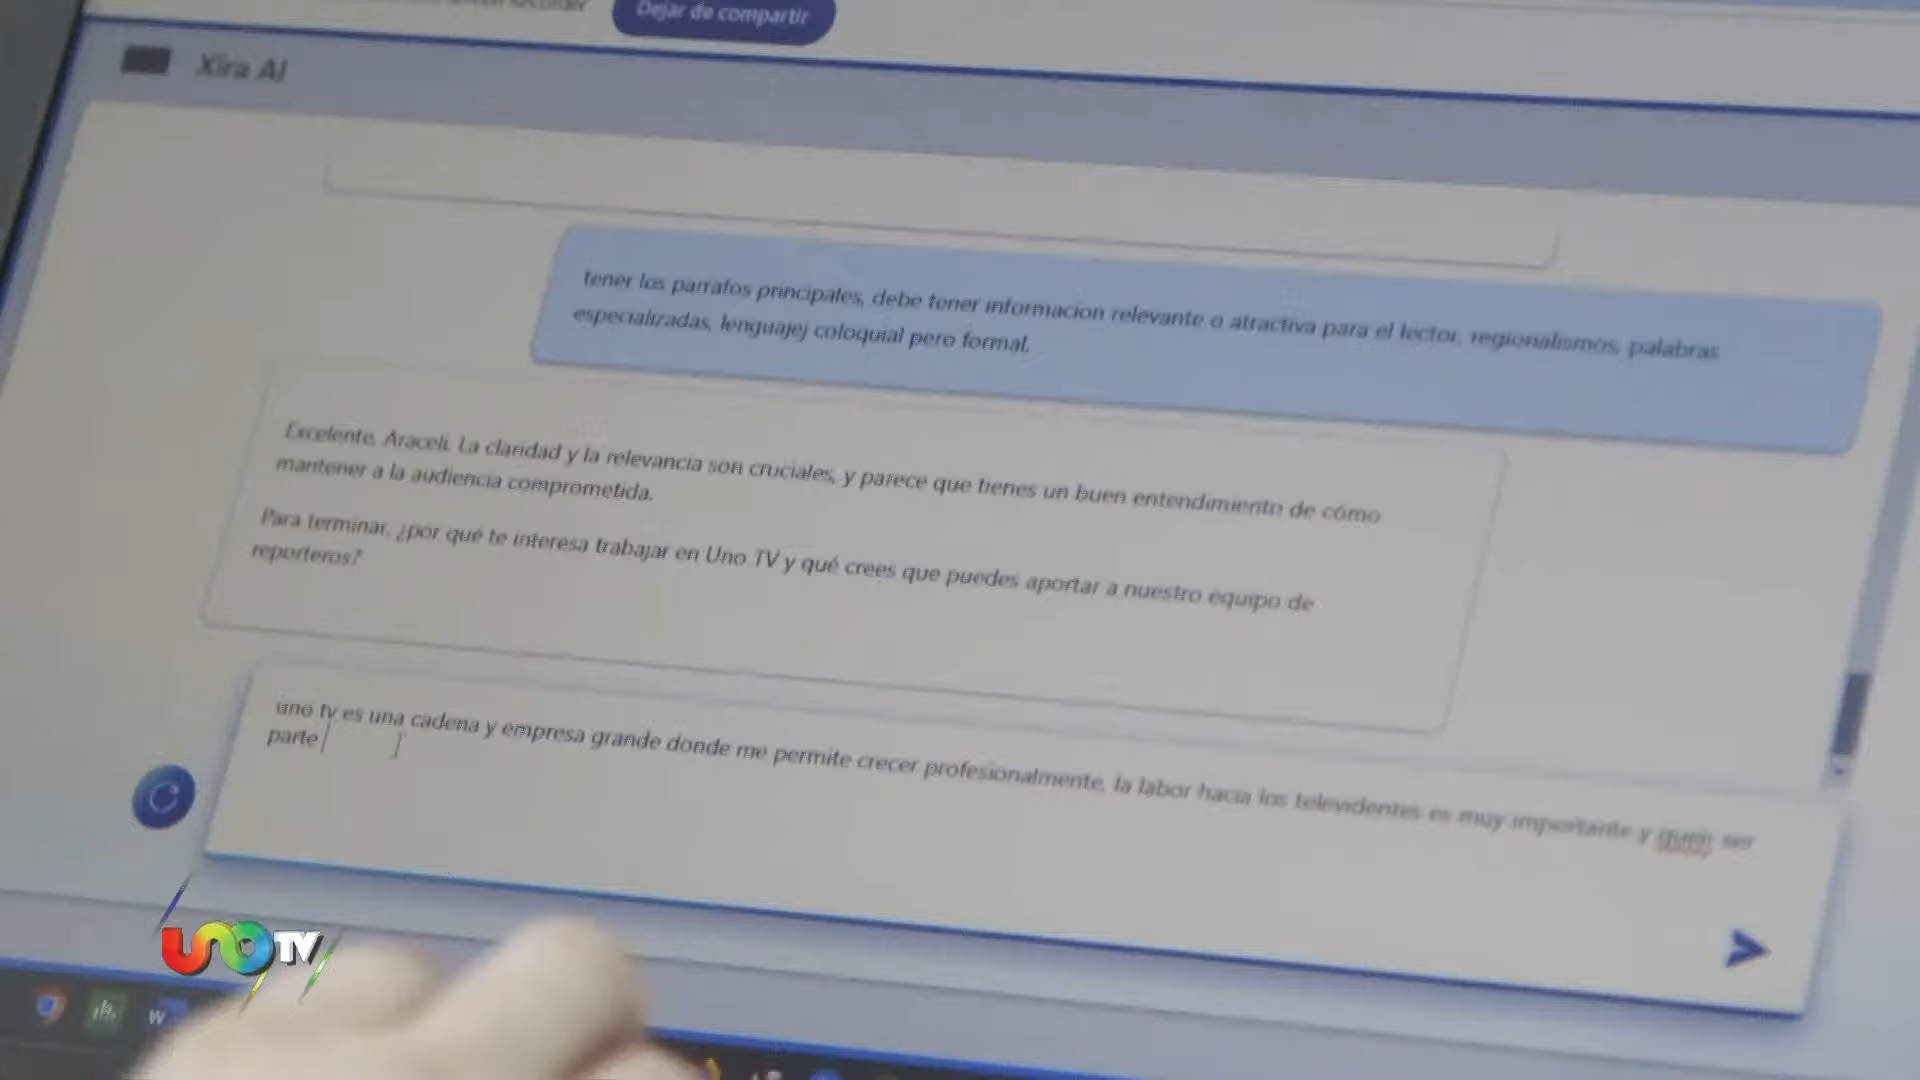 Dejar de compartir
Xira AI
tener los parrafos principales, debe tener informacion relevante o atractiva para el lector, regionalismos, palabras
especializadas, lenguajej coloquial pero formal.
Excelente, Araceli. La claridad y la relevancia son cruciales, y parece que tienes un buen entendimiento de cómo
mantener a la audiencia comprometida.
Para terminar, ¿por qué te interesa trabajar en Uno TV y qué crees que puedes aportar a nuestro equipo de
reporteros?
uno tv es una cadena y empresa grande donde me permite crecer profesionalmente, la labor hacia los televidentes es muy importante y ser
parte
UNO TV
W